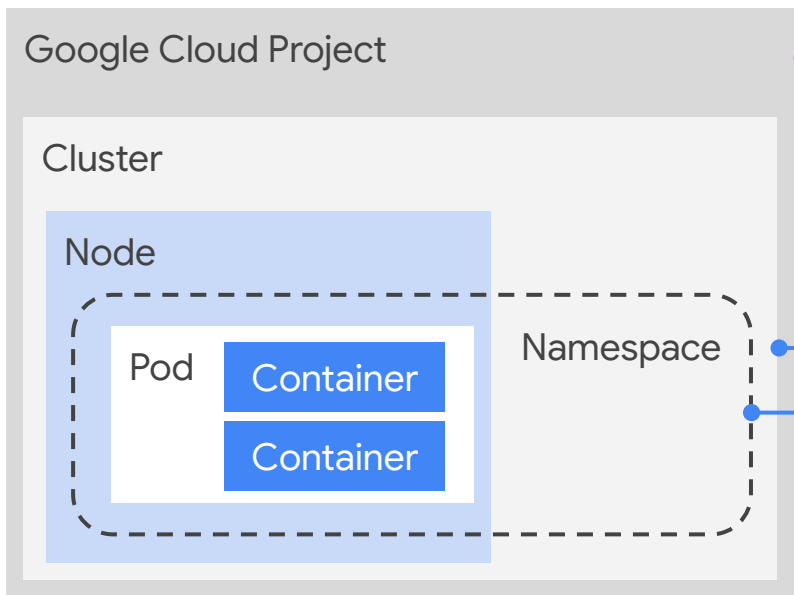 Google Cloud Project
Cluster
Node
Namespace
Pod
Container
Container